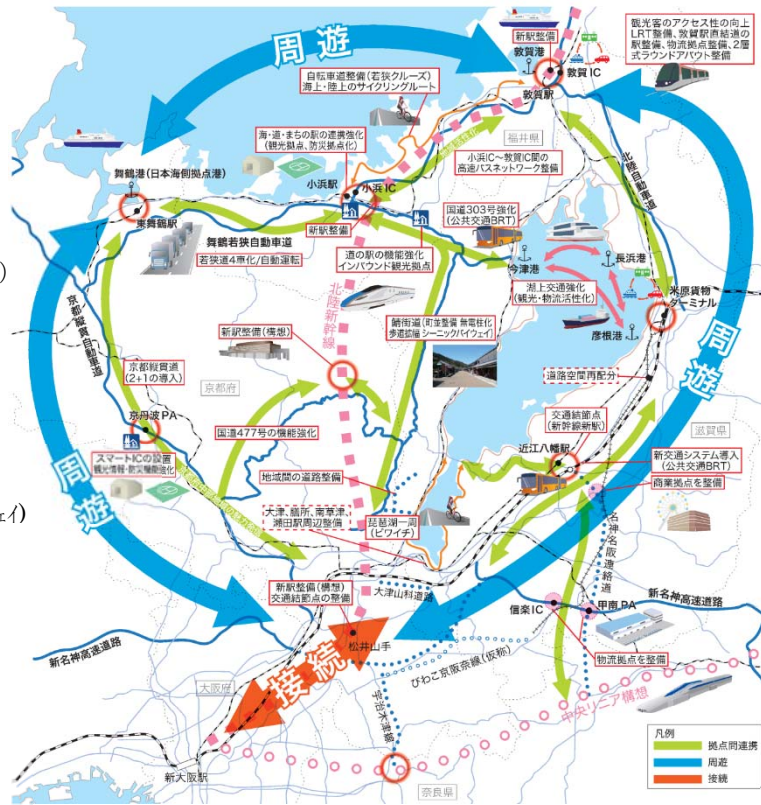 観光客のアクセス性の向上
LRT整備、敦賀駅直結道の
駅整備、物流拠点整備、2層
式ラウンドアバウト整備
新駅整備
敦賀港
敦賀IC
敦賀駅
周遊
自転車道整備(若狭クルーズ)
海上・陸上のサイクリングルート
福井県
海・道・まちの駅の連携強化
(観光拠点、防災拠点化)
小浜IC~敦賀IC間の
高速バスネットワーク整備
北陸自動車道
舞鶴港(日本海側拠点港)
小浜駅
小浜IC
東舞鶴駅
新駅整備
国道303号強化
(公共交通BRT)
舞鶴若狭自動車道
若狭道4車化/自動運転
道の駅の機能強化
インバウンド観光拠点
今津港
長浜港
)
湖上交通強化
(観光・物流活性化)
米原貨物
ターミナル
彦根港
北陸新幹線
京都縦貫自動車道
新駅整備(構想)
鯖街道(町並整備 無電柱化
歩道拡幅 シーニックバイウェイ)
周遊
道路空間再配分
京都縦貫道
(2+1の導入)
京都府
京丹波PA
国道477号の機能強化
交通結節点
(新幹線新駅)
滋賀県
近江八幡駅
新交通システム導入
(公共交通BRT)
スマートICの設置
観光情報・防災機能強化
地域間の道路整備
商業拠点を整備
周遊
大津、膳所、南草津、
瀬田駅周辺整備
琵琶湖一周
(ビワイチ)
ェイ)
名神名阪連絡道
新駅整備(構想)
交通結節点の整備
大津山科道路
信楽IC
甲南PA
新名神高速道路
松井山手
新名神高速道路
物流拠点を整備
接続
びわこ京阪奈線(仮称)
大阪府
宇治木津線
中央リニア構想
新大阪駅
奈良県
凡例
拠点間連携
周遊
接続